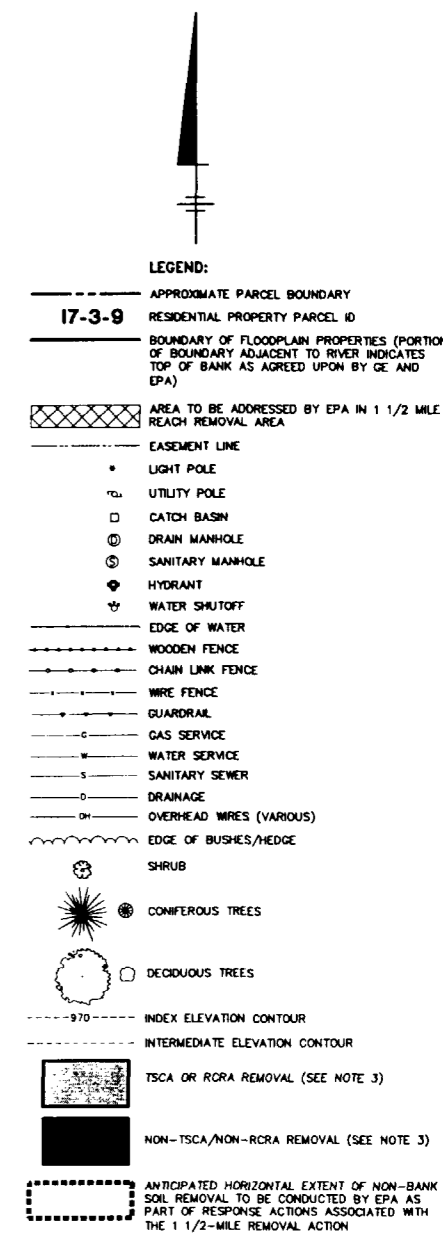 LEGEND:
APPROXIMATE PARCEL BOUNDARY
17-3-9 RESIDENTIAL PROPERTY PARCEL ID
BOUNDARY OF FLOODPLAIN PROPERTIES (PORTION
OF BOUNDARY ADJACENT TO RIVER INDICATES
TOP OF BANK AS AGREED UPON BY GE AND
EPA)
AREA TO BE ADDRESSED BY EPA IN 1 1/2 MILE
REACH REMOVAL AREA
EASEMENT LINE
LIGHT POLE
UTILITY POLE
CATCH BASIN
D DRAIN MANHOLE
S SANITARY MANHOLE
HYDRANT
WATER SHUTOFF
EDGE OF WATER
WOODEN FENCE
CHAIN LINK FENCE
WIRE FENCE
GUARDRAIL
G GAS SERVICE
W WATER SERVICE
S SANITARY SEWER
D DRAINAGE
OH OVERHEAD WIRES (VARIOUS)
EDGE OF BUSHES/HEDGE
SHRUB
CONIFEROUS TREES
DECIDUOUS TREES
970 INDEX ELEVATION CONTOUR
INTERMEDIATE ELEVATION CONTOUR
TSCA OR RCRA REMOVAL (SEE NOTE 3)
NON-TSCA/NON-RCRA REMOVAL (SEE NOTE 3)
ANTICIPATED HORIZONTAL EXTENT OF NON-BANK
SOIL REMOVAL TO BE CONDUCTED BY EPA AS
PART OF RESPONSE ACTIONS ASSOCIATED WITH
THE 1 1/2-MILE REMOVAL ACTION